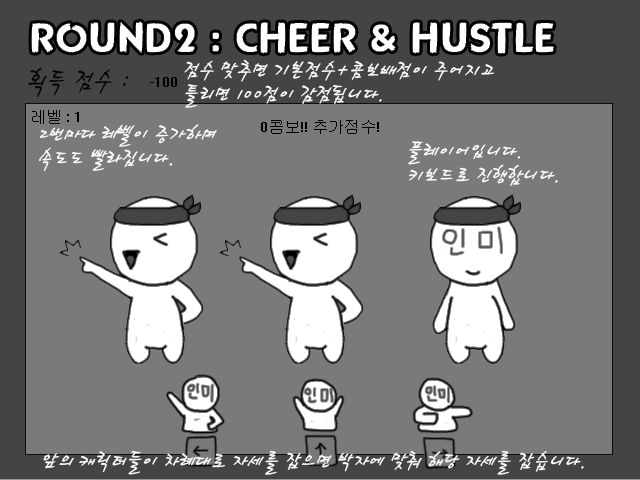 ROUND2 : CHEER & HUSTLE
획득 점수 : -100
점수 맞추면 기본점수+콤보배점이 주어지고
틀리면 100점이 감점됩니다.
레벨 : 1
0콤보!! 추가점수!
2번마다 레벨이 증가하며
속도도 빨라집니다.
플레이어입니다.
키보드로 진행합니다.
인미
인미 인미 인미
← ↑ →
앞의 캐릭터들이 차례대로 자세를 잡으면 박자에 맞춰 해당 자세를 잡습니다.